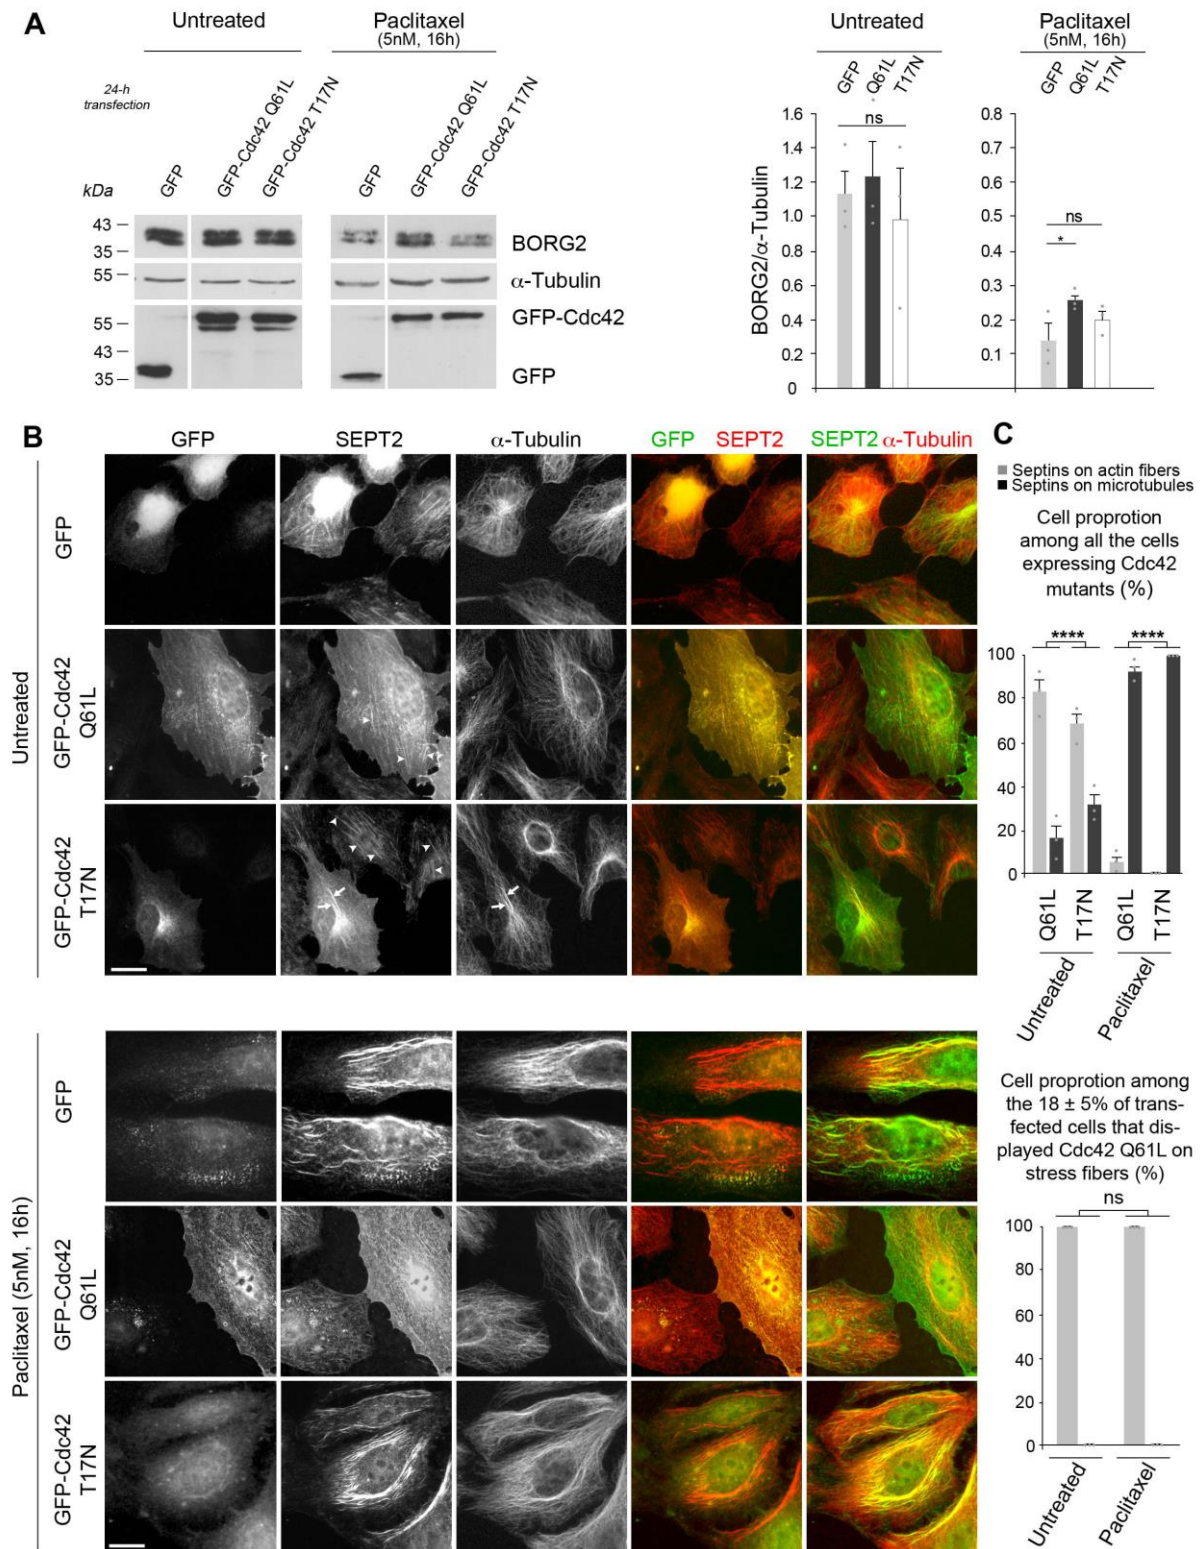 A
Untreated
Paclitaxel
(5nM, 16h)
24-h
transfection
GFP
GFP-Cdc42 Q61L
GFP-Cdc42 T17N
GFP
GFP-Cdc42 Q61L
GFP-Cdc42 T17N
kDa
43
35
BORG2
55
α-Tubulin
55
GFP-Cdc42
43
35
GFP
Untreated
Paclitaxel
(5nM, 16h)
GFP
Q61L
T17N
GFP
Q61L
T17N
BORG2/α-Tubulin
1.6
1.4
1.2
1.0
0.8
0.6
0.4
0.2
0
ns
0.8
0.7
0.6
0.5
0.4
0.3
0.2
0.1
ns
*
B
GFP
SEPT2
α-Tubulin
GFP SEPT2
SEPT2 α-Tubulin
Untreated
GFP
GFP-Cdc42
Q61L
GFP-Cdc42
T17N
Paclitaxel (5nM, 16h)
GFP
GFP-Cdc42
Q61L
GFP-Cdc42
T17N
C
Septins on actin fibers
Septins on microtubules
Cell proprotion
among all the cells
expressing Cdc42
mutants (%)
**** ****
100
80
60
40
20
0
Q61L
T17N
Q61L
T17N
Untreated
Paclitaxel
Cell proprotion among
the 18 ± 5% of trans-
fected cells that dis-
played Cdc42 Q61L on
stress fibers (%)
ns
100
80
60
40
20
0
Untreated
Paclitaxel